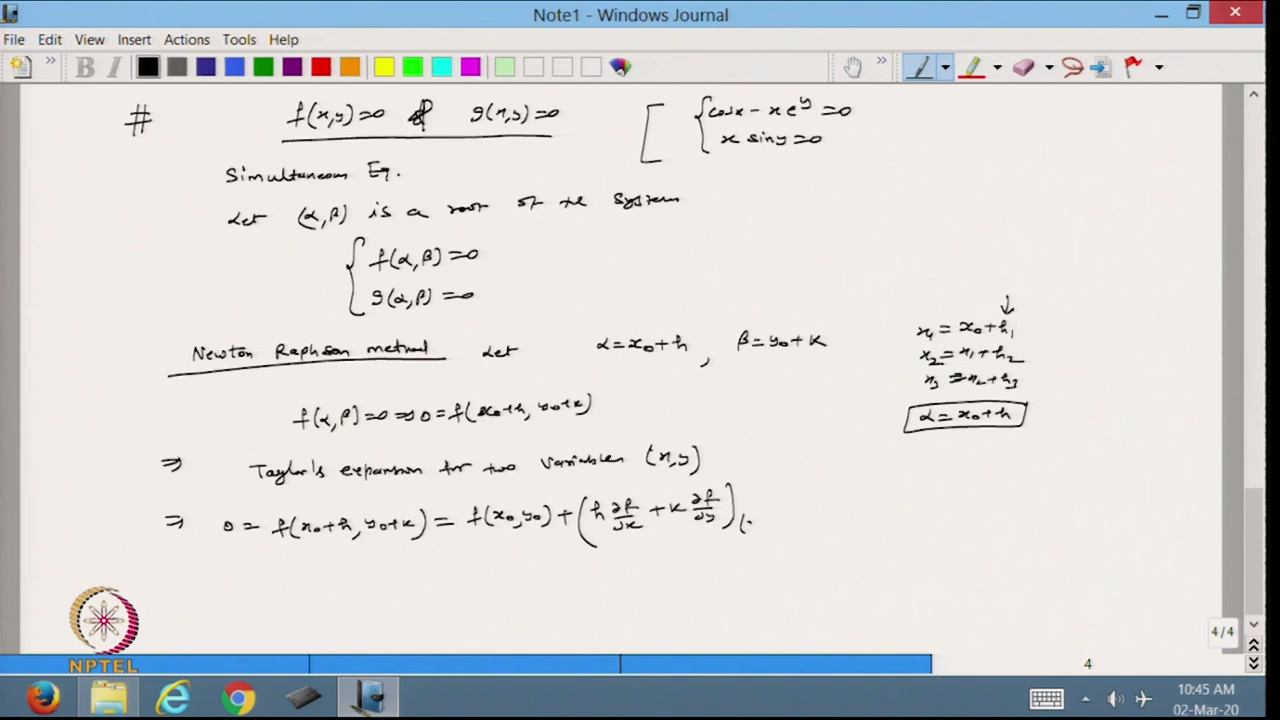 Note1 - Windows Journal
File Edit View Insert Actions Tools Help
# f(x,y)=0 & g(x,y)=0 [ { cosx - x e^y = 0
x siny = 0
Simultaneous Eq.
Let (α,β) is a root of the system
{ f(α,β)=0
g(α,β)=0
Newton Raphson method Let α=x₀+h, β=y₀+k
x₁ = x₀+h₁
x₂ = x₁+h₂
x₃ = x₂+h₃
α = x₀+h
f(α,β)=0 ⇒ 0=f(x₀+h, y₀+k)
⇒ Taylor's expansion for two variables (x,y)
⇒ 0 = f(x₀+h, y₀+k) = f(x₀,y₀) + (h ∂f/∂x + k ∂f/∂y)(
NPTEL
4/4
4
10:45 AM
02-Mar-20